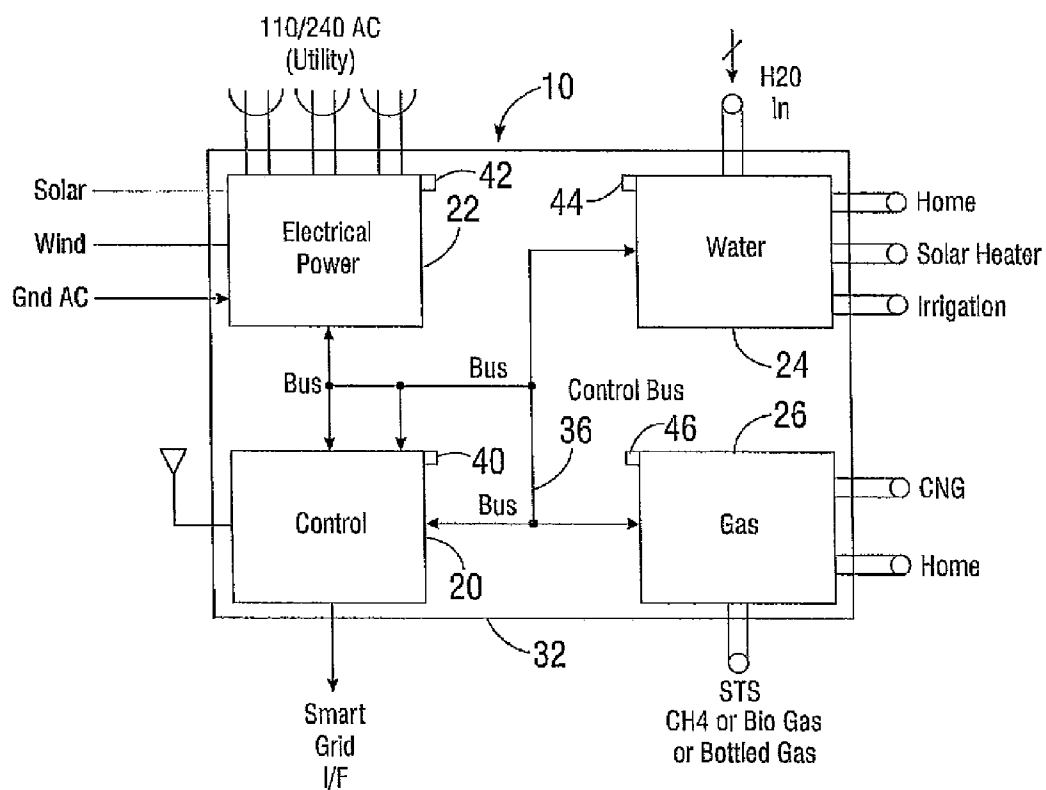 110/240 AC
(Utility)
10
H20
In
Solar
Wind
Gnd AC
42
22
Electrical
Power
44
Water
Home
Solar Heater
Irrigation
24
Bus
Bus
Control Bus
26
36
46
40
Control
Bus
20
Gas
CNG
Home
32
Smart
Grid
I/F
STS
CH4 or Bio Gas
or Bottled Gas